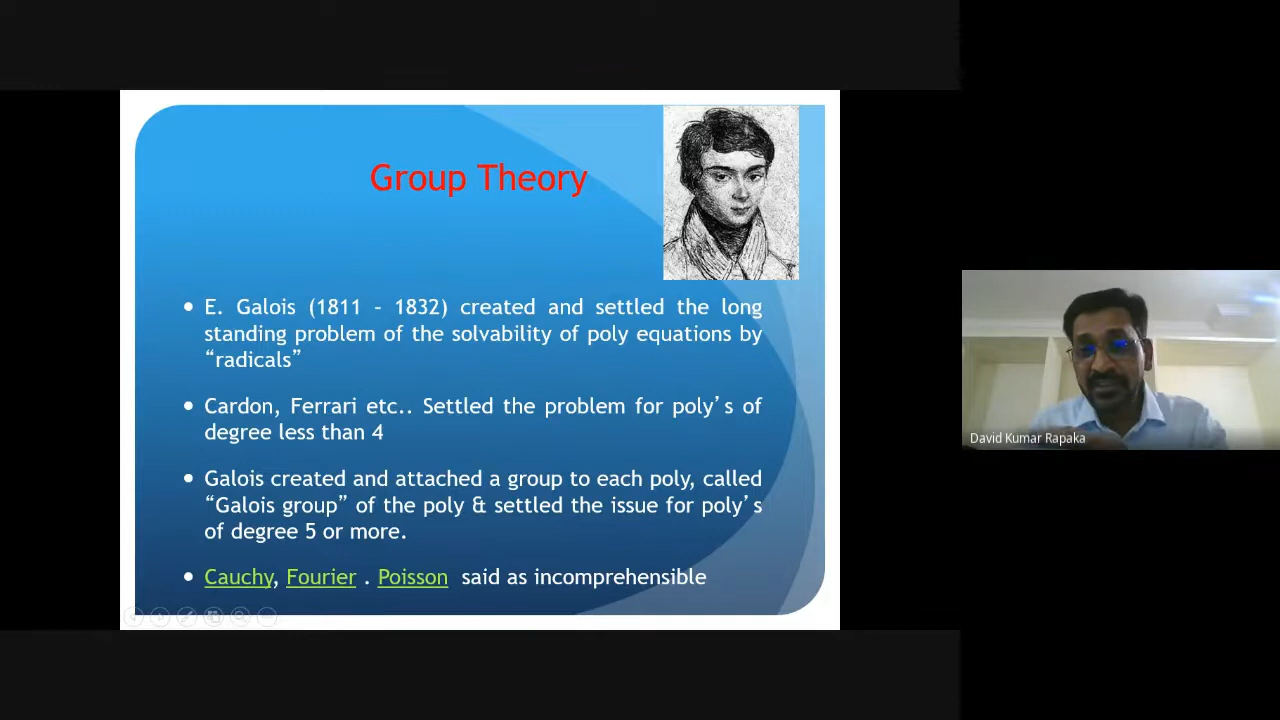 Group Theory
• E. Galois (1811 – 1832) created and settled the long
standing problem of the solvability of poly equations by
“radicals”
• Cardon, Ferrari etc.. Settled the problem for poly’s of
degree less than 4
• Galois created and attached a group to each poly, called
“Galois group” of the poly & settled the issue for poly’s
of degree 5 or more.
• Cauchy, Fourier . Poisson said as incomprehensible
David Kumar Rapaka